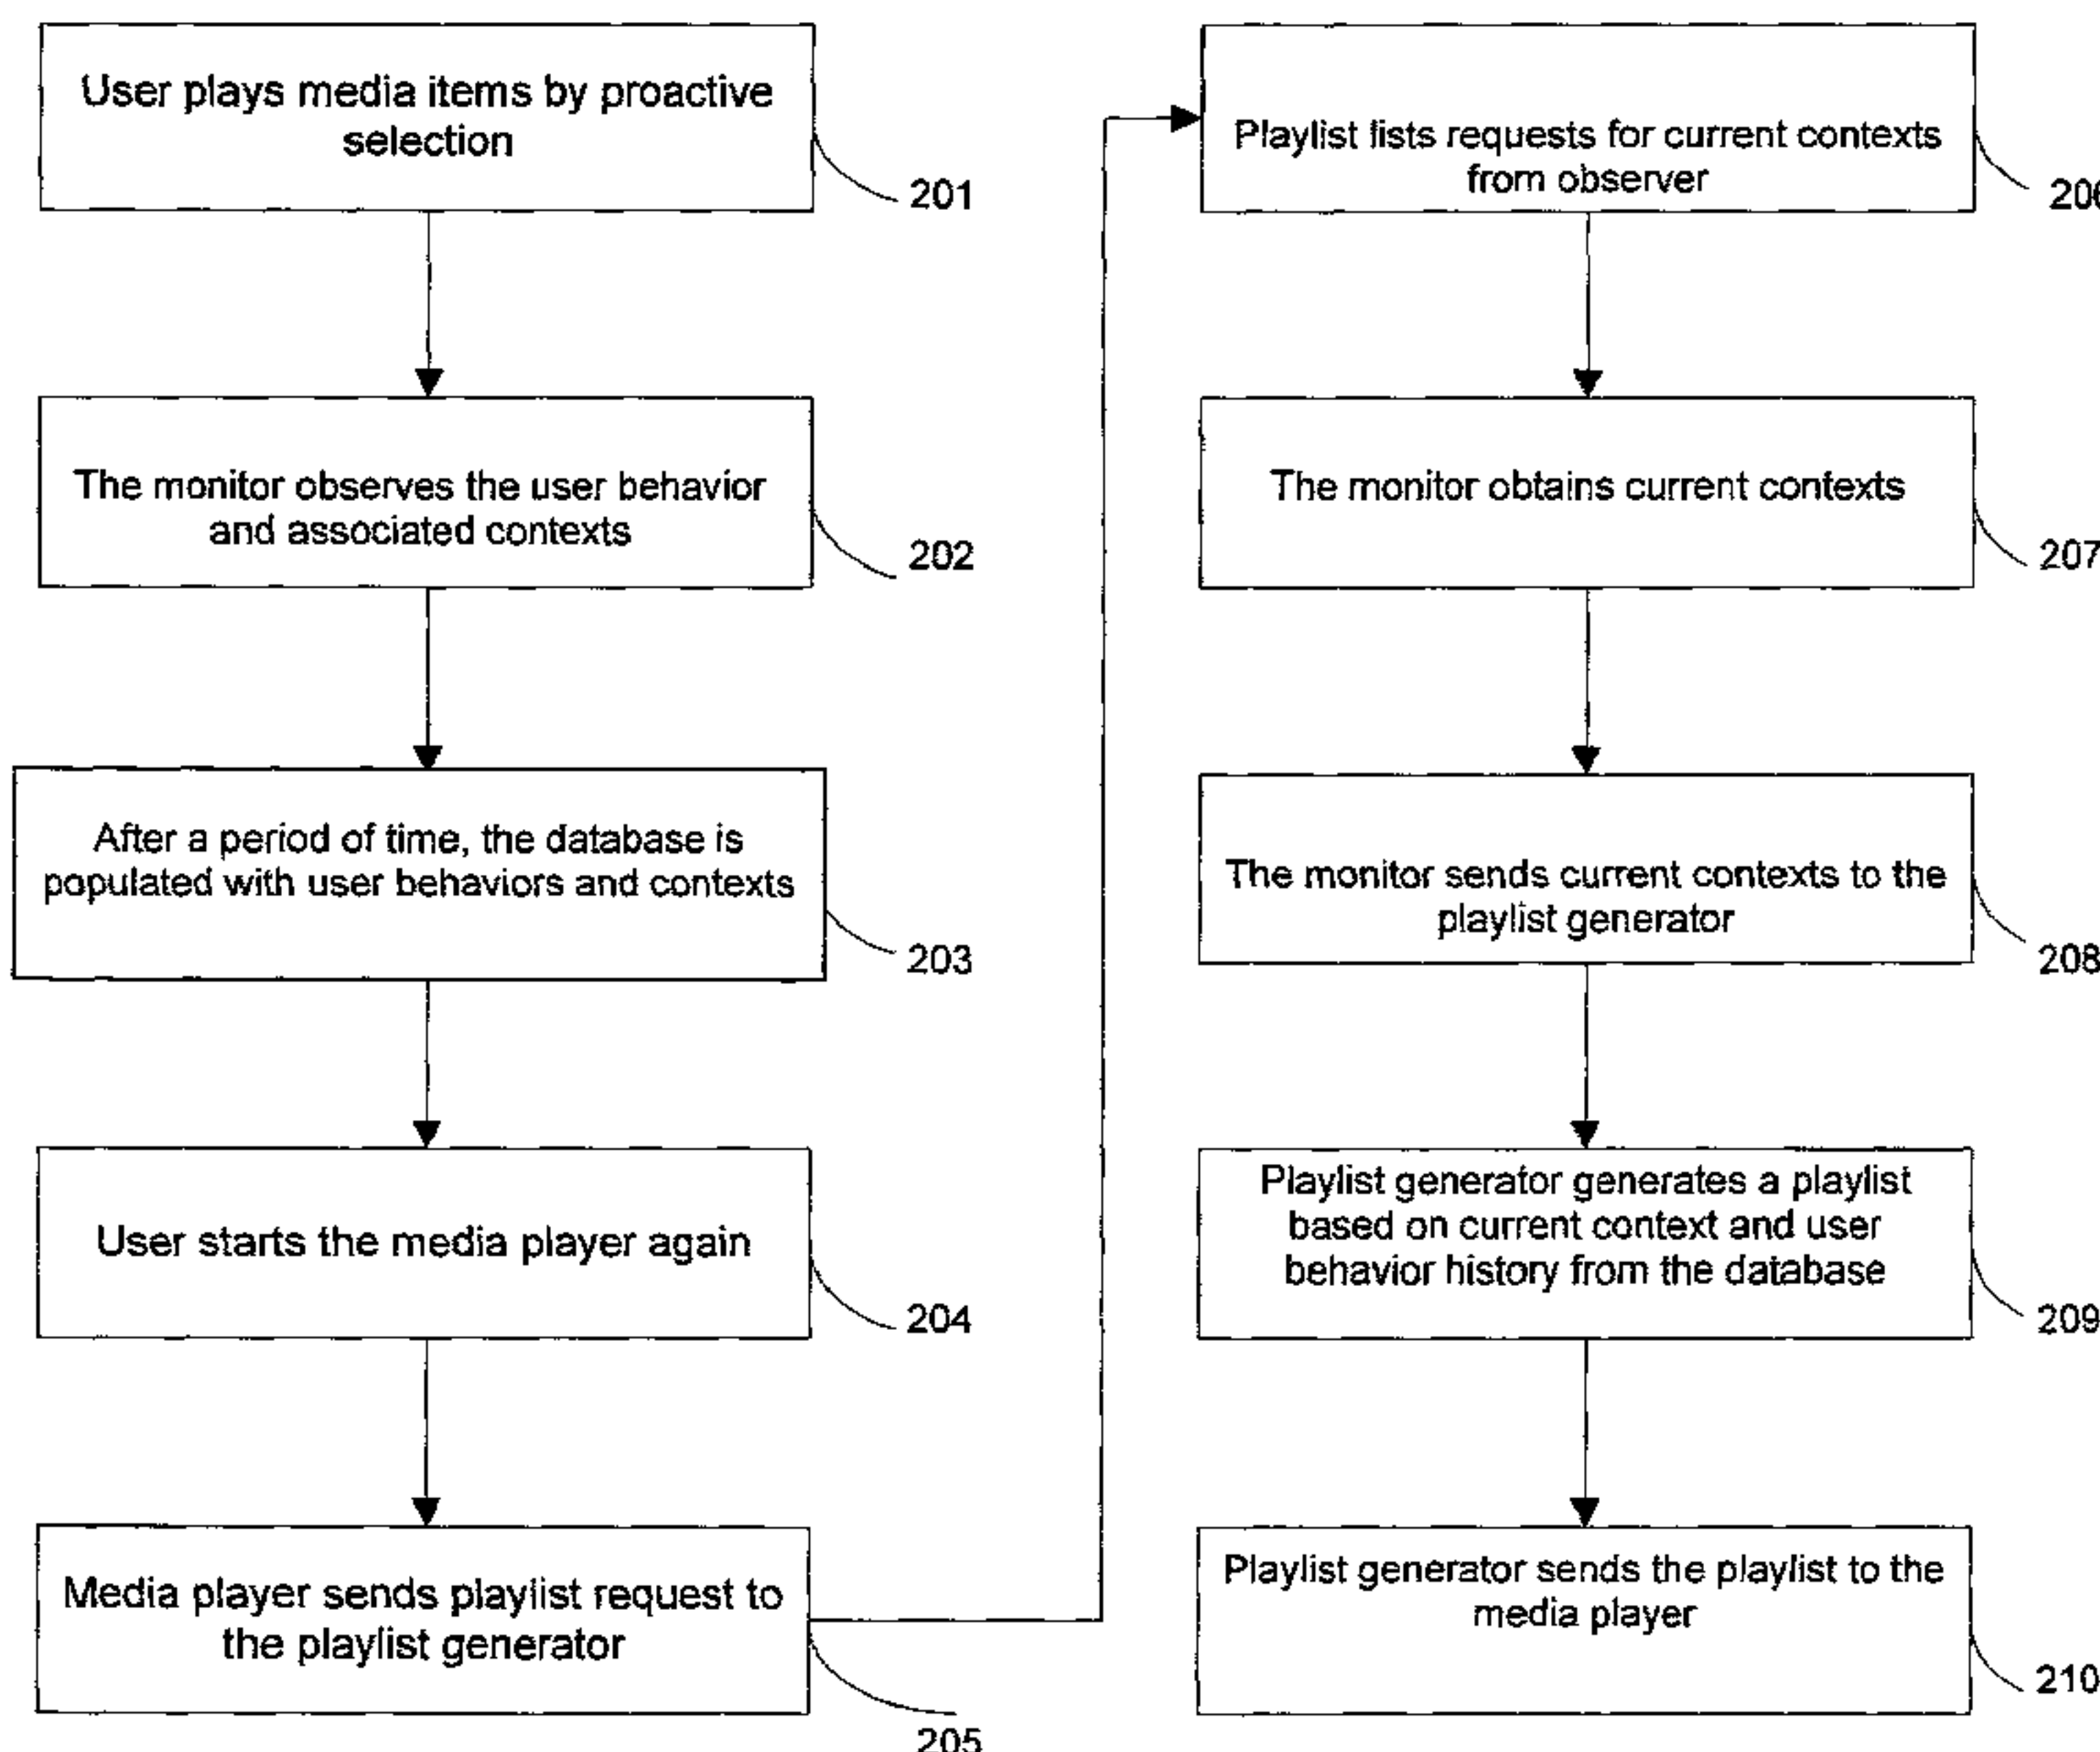 User plays media items by proactive
selection
201
The monitor observes the user behavior
and associated contexts
202
After a period of time, the database is
populated with user behaviors and contexts
203
User starts the media player again
204
Media player sends playlist request to
the playlist generator
205
Playlist lists requests for current contexts
from observer
206
The monitor obtains current contexts
207
The monitor sends current contexts to the
playlist generator
208
Playlist generator generates a playlist
based on current context and user
behavior history from the database
209
Playlist generator sends the playlist to the
media player
210